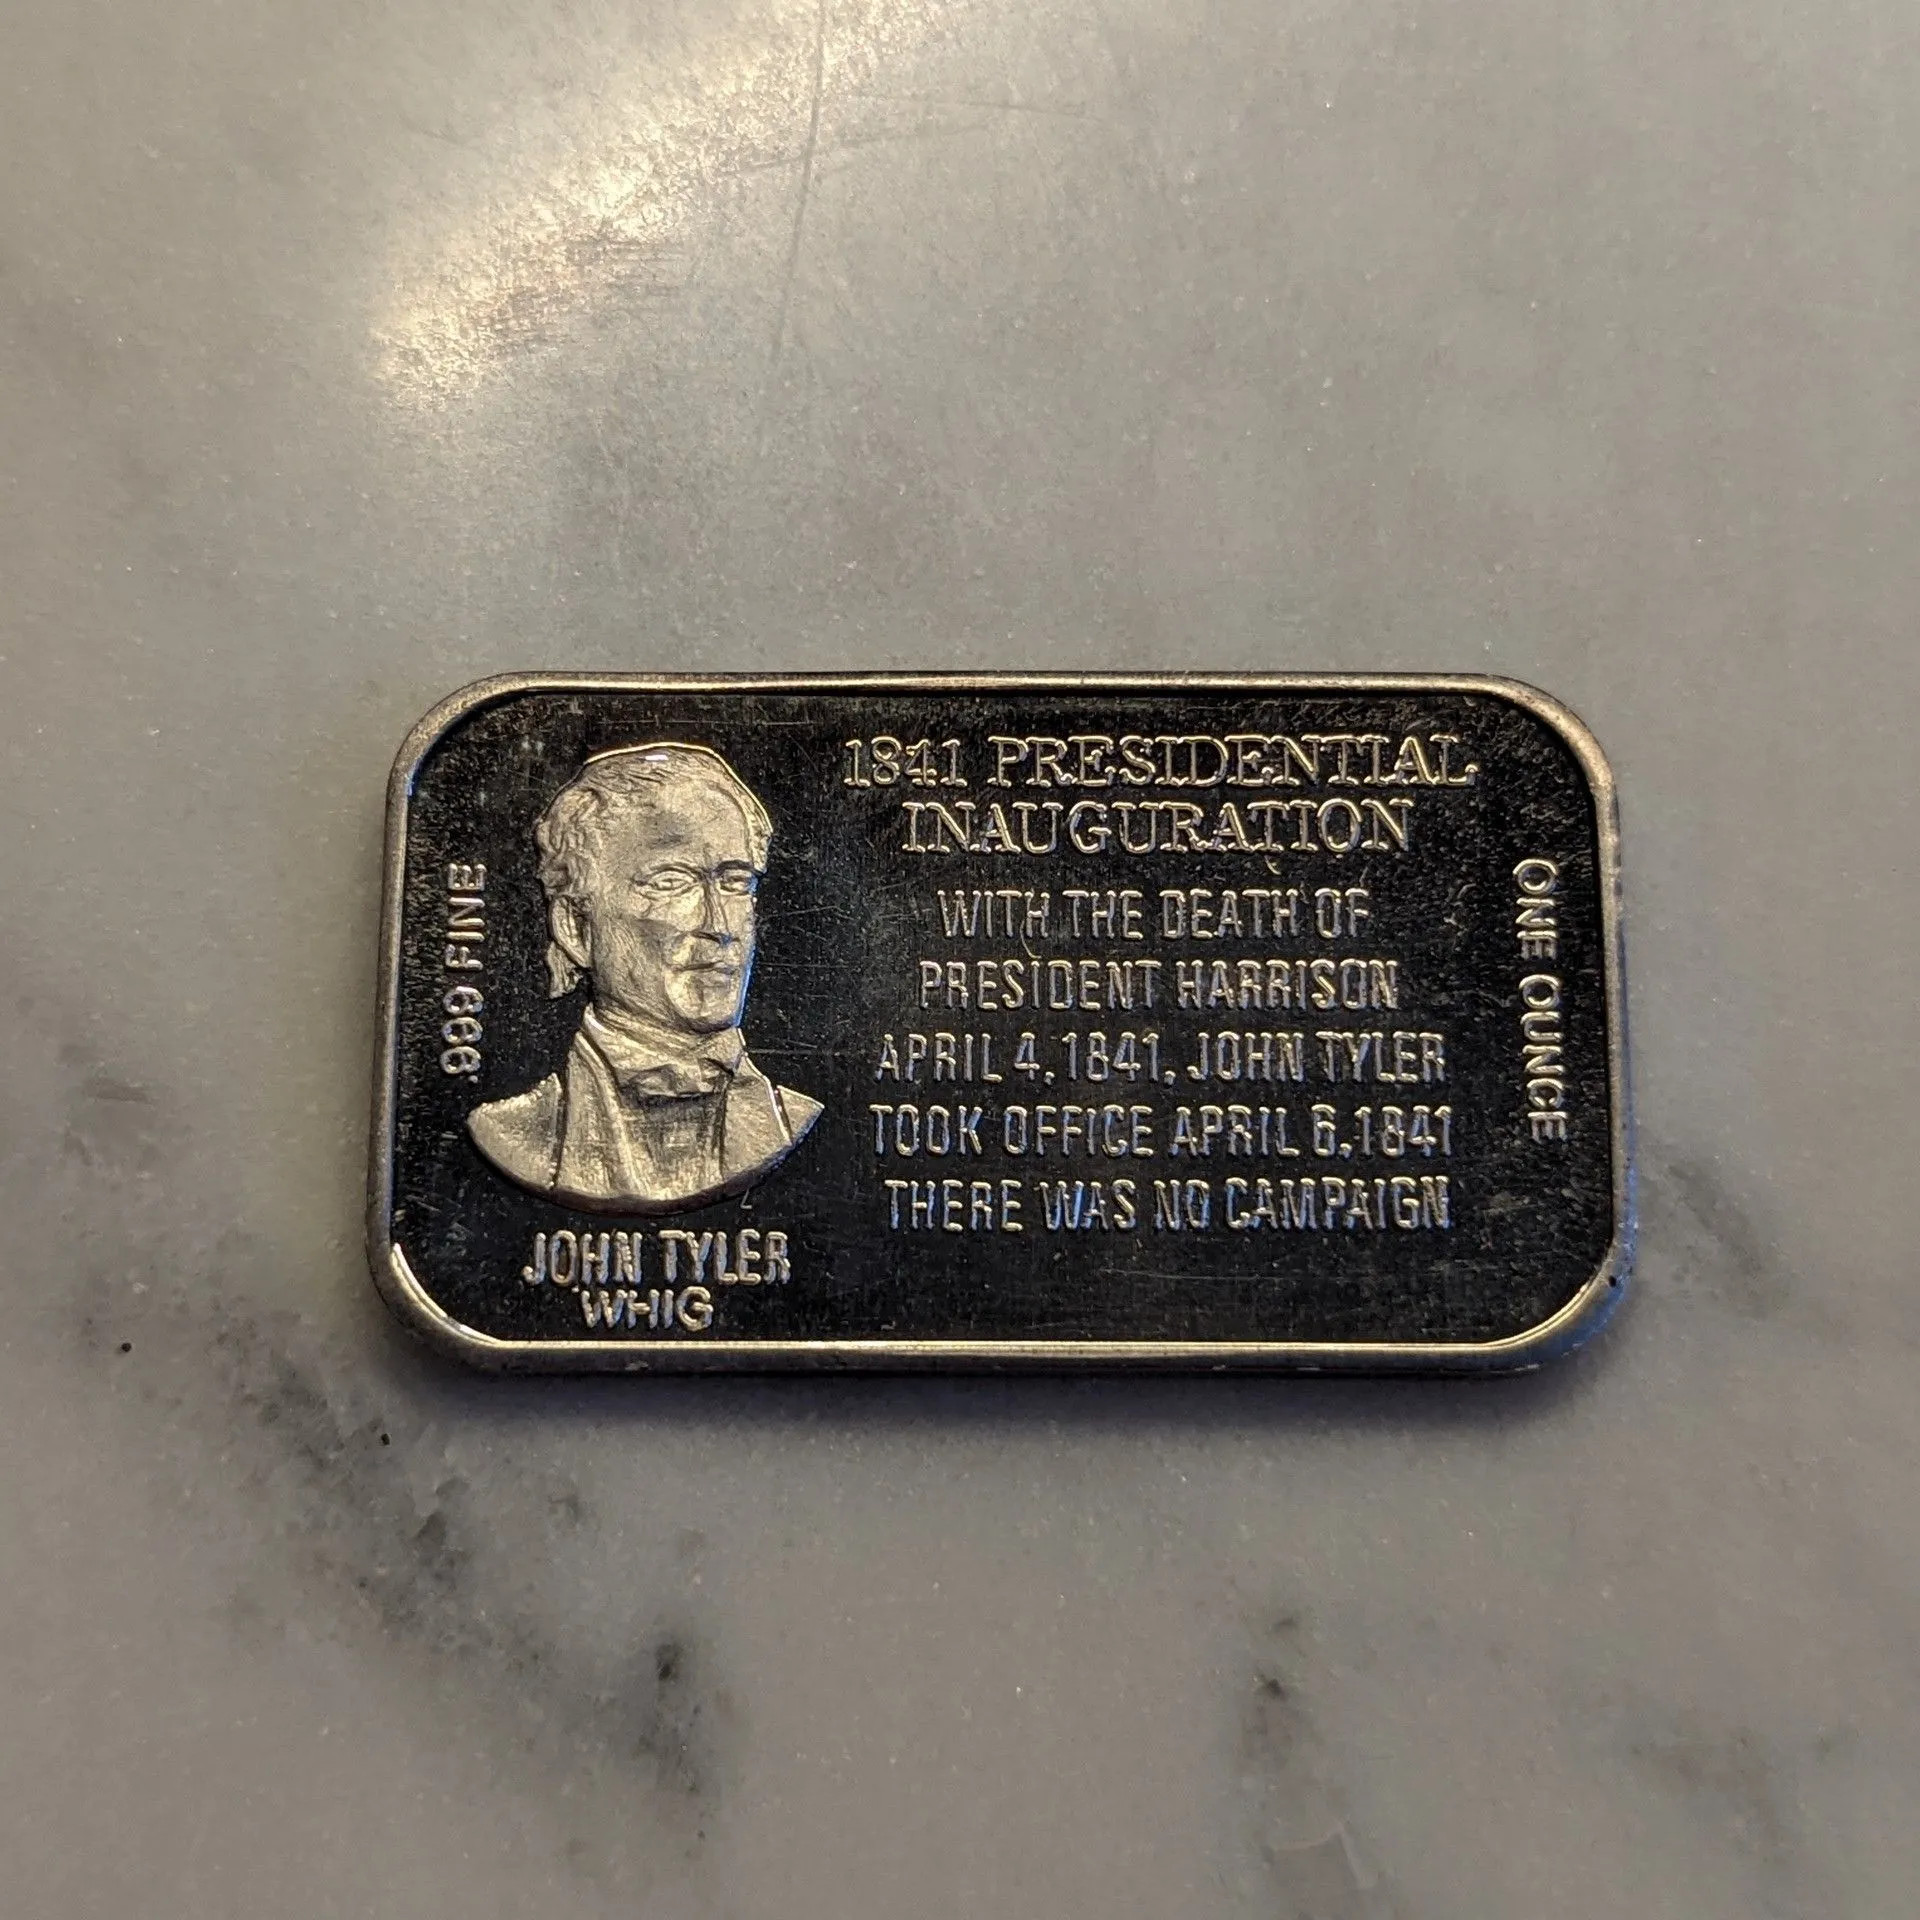 1841 PRESIDENTIAL
INAUGURATION
WITH THE DEATH OF
PRESIDENT HARRISON
APRIL 4, 1841, JOHN TYLER
TOOK OFFICE APRIL 6, 1841
THERE WAS NO CAMPAIGN
.999 FINE
JOHN TYLER
WHIG
ONE OUNCE